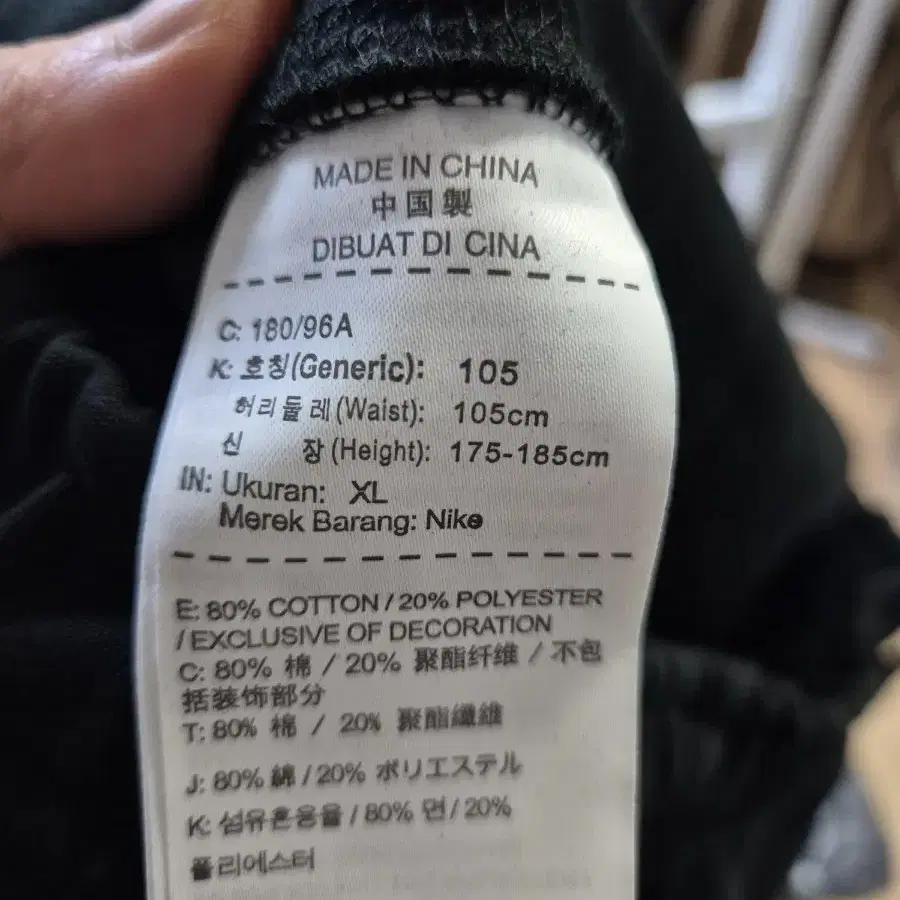 MADE IN CHINA
中国製
DIBUAT DI CINA
C: 180/96A
K: 호칭(Generic): 105
허리둘레(Waist): 105cm
신 장(Height): 175-185cm
IN: Ukuran: XL
Merek Barang: Nike
E: 80% COTTON / 20% POLYESTER
/ EXCLUSIVE OF DECORATION
C: 80% 棉 / 20% 聚酯纤维 / 不包
括装饰部分
T: 80% 棉 / 20% 聚酯纖維
J: 80% 綿 / 20% ポリエステル
K: 섬유혼용율 / 80% 면 / 20%
폴리에스터